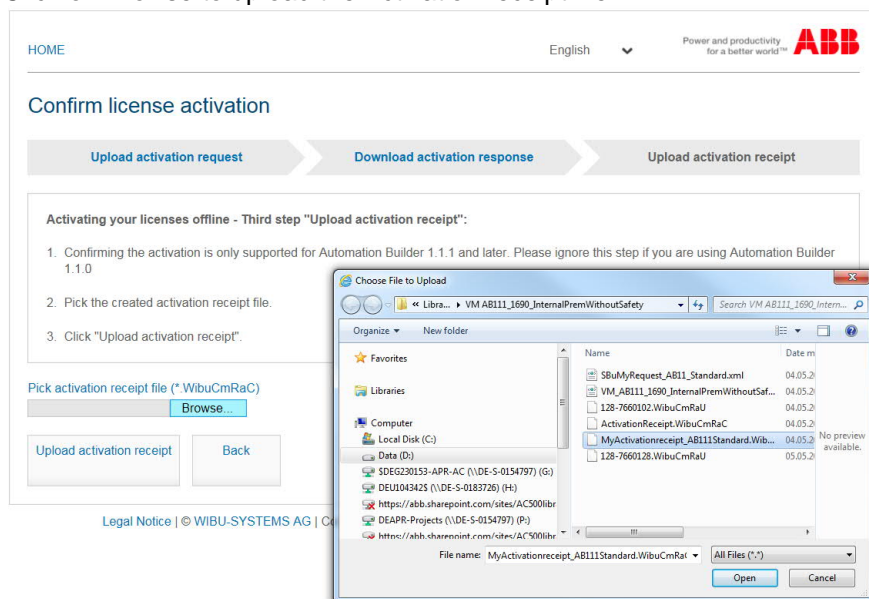 HOME
English
Power and productivity
for a better world™
ABB
Confirm license activation
Upload activation request
Download activation response
Upload activation receipt
Activating your licenses offline - Third step "Upload activation receipt":
1. Confirming the activation is only supported for Automation Builder 1.1.1 and later. Please ignore this step if you are using Automation Builder
1.1.0
2. Pick the created activation receipt file.
3. Click "Upload activation receipt".
Pick activation receipt file (*.WibuCmRaC)
Browse...
Upload activation receipt
Back
Legal Notice | © WIBU-SYSTEMS AG |
Choose File to Upload
« Libra... ▸ VM AB111_1690_InternalPremWithoutSafety
Search VM AB111_1690_Intern...
Organize
New folder
Favorites
Libraries
Computer
Local Disk (C:)
Data (D:)
$DEG230153-APR-AC (\\DE-S-0154797) (G:)
DEU104342$ (\\DE-S-0183726) (H:)
https://abb.sharepoint.com/sites/AC500libr
DEAPR-Projects (\\DE-S-0154797) (P:)
https://abb.sharepoint.com/sites/AC500libr
Name
Date m
SBuMyRequest_AB11_Standard.xml
04.05.2
VM_AB111_1690_InternalPremWithoutSaf...
04.05.2
128-7660102.WibuCmRaU
04.05.2
ActivationReceipt.WibuCmRaC
04.05.2
MyActivationreceipt_AB111Standard.Wib...
04.05.2
128-7660128.WibuCmRaU
05.05.2
No preview
available.
File name:
MyActivationreceipt_AB111Standard.WibuCmRa
All Files (*.*)
Open
Cancel